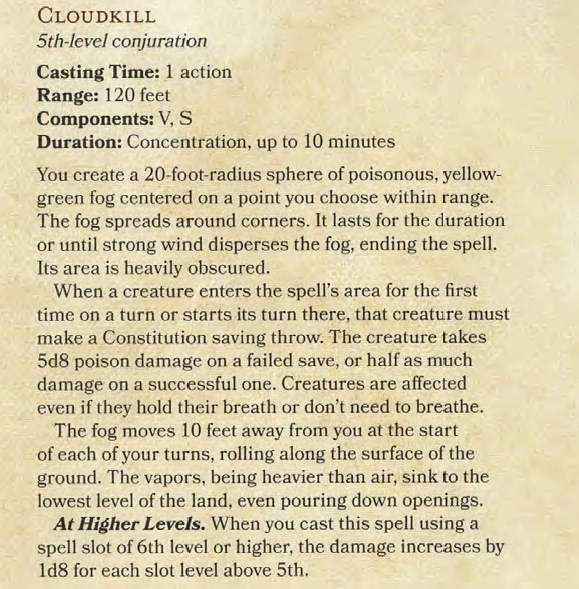 CLOUDKILL
5th-level conjuration
Casting Time: 1 action
Range: 120 feet
Components: V, S
Duration: Concentration, up to 10 minutes
You create a 20-foot-radius sphere of poisonous, yellow-
green fog centered on a point you choose within range.
The fog spreads around corners. It lasts for the duration
or until strong wind disperses the fog, ending the spell.
Its area is heavily obscured.
When a creature enters the spell's area for the first
time on a turn or starts its turn there, that creature must
make a Constitution saving throw. The creature takes
5d8 poison damage on a failed save, or half as much
damage on a successful one. Creatures are affected
even if they hold their breath or don't need to breathe.
The fog moves 10 feet away from you at the start
of each of your turns, rolling along the surface of the
ground. The vapors, being heavier than air, sink to the
lowest level of the land, even pouring down openings.
At Higher Levels. When you cast this spell using a
spell slot of 6th level or higher, the damage increases by
1d8 for each slot level above 5th.